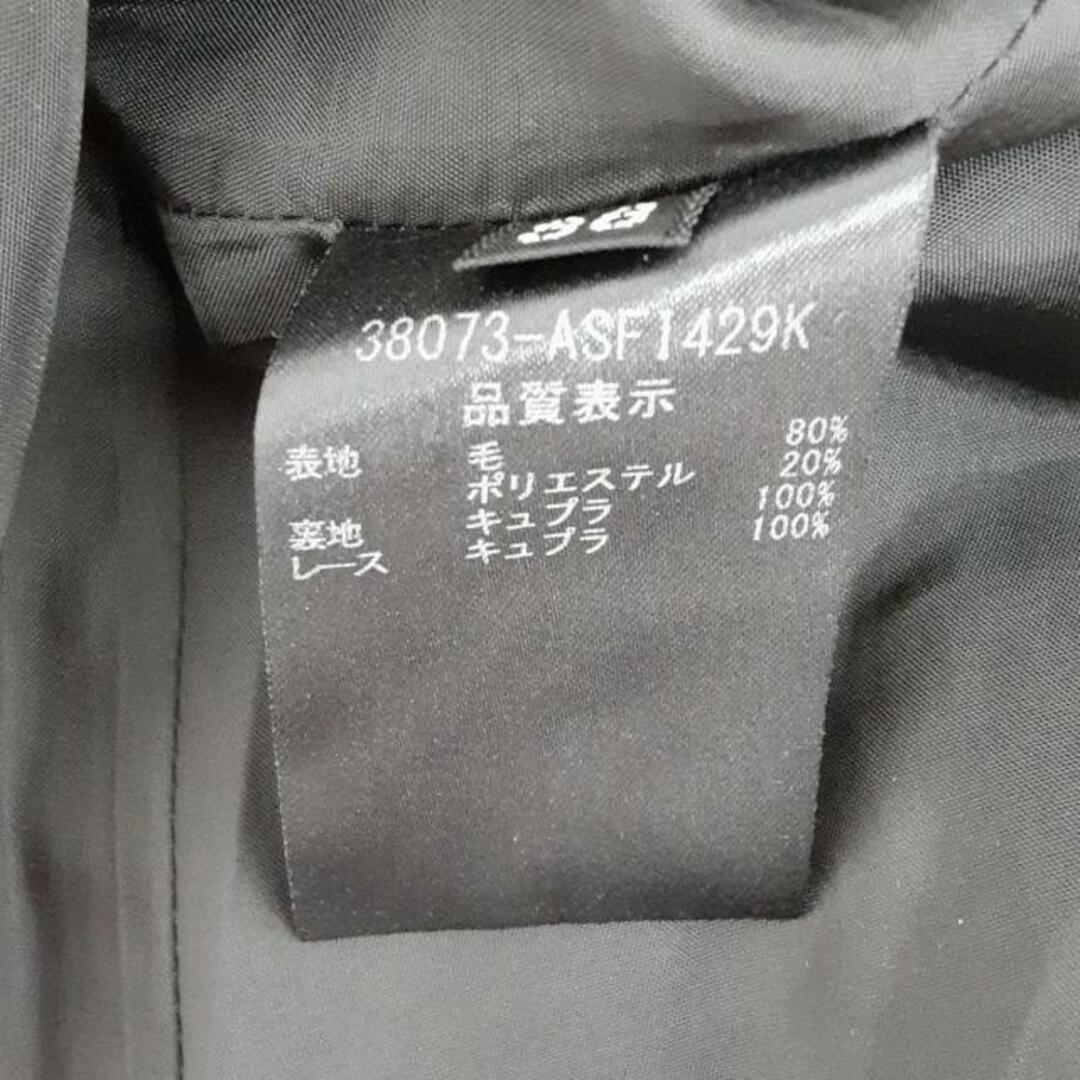 38073-ASFI429K
品質表示
表地 毛 80%
ポリエステル 20%
裏地 キュプラ 100%
レース キュプラ 100%